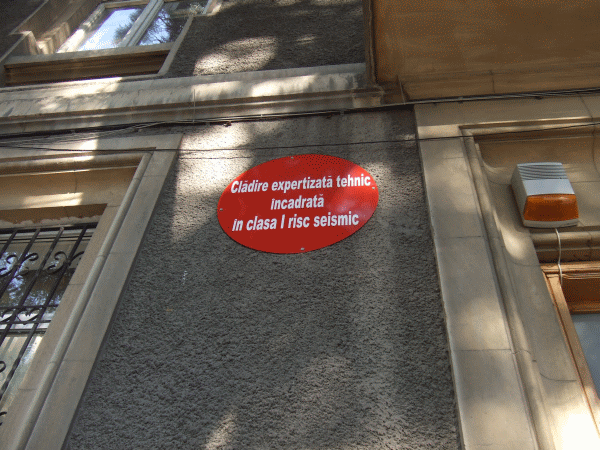 Clădire expertizată tehnic
încadrată
în clasa I risc seismic